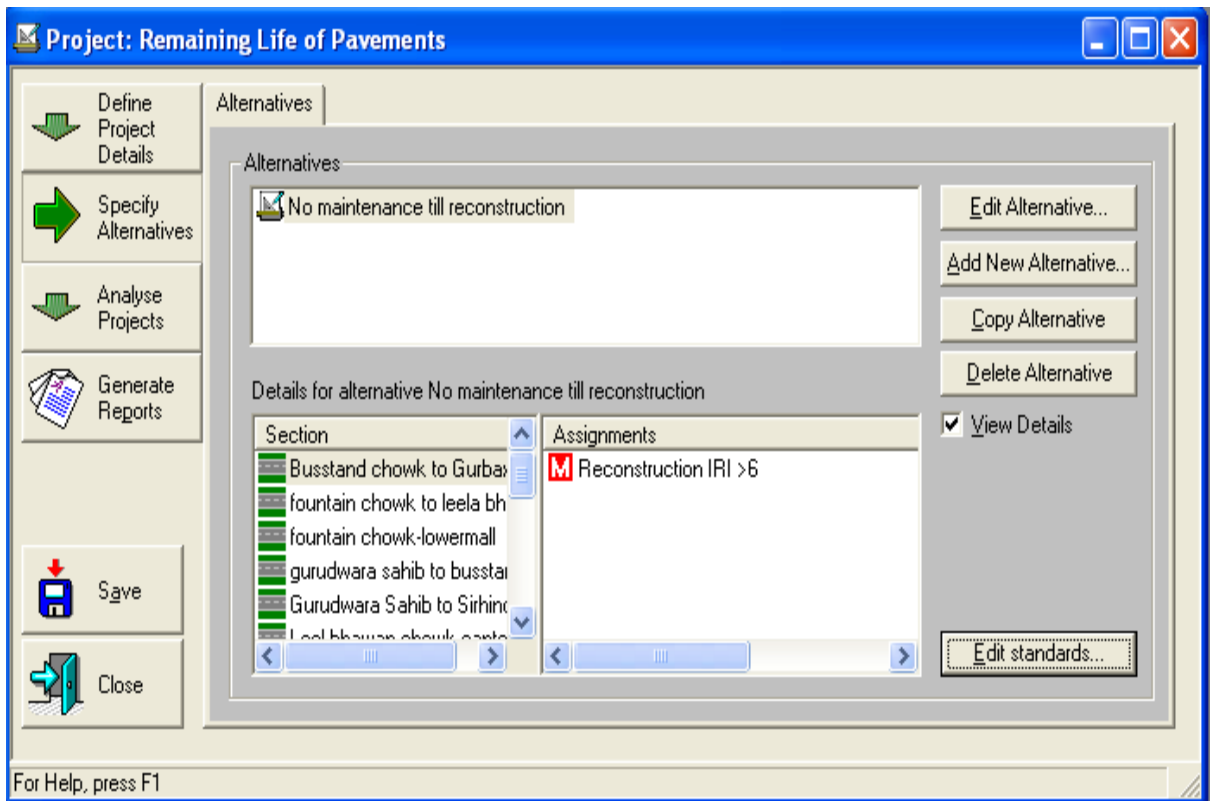 Project: Remaining Life of Pavements
Define
Project
Details
Specify
Alternatives
Analyse
Projects
Generate
Reports
Save
Close
Alternatives
Alternatives
No maintenance till reconstruction
Edit Alternative...
Add New Alternative...
Copy Alternative
Delete Alternative
View Details
Details for alternative No maintenance till reconstruction
Section
Busstand chowk to Gurbax
fountain chowk to leela bh
fountain chowk-lowermall
gurudwara sahib to busstan
Gurudwara Sahib to Sirhind
Assignments
M Reconstruction IRI >6
Edit standards...
For Help, press F1